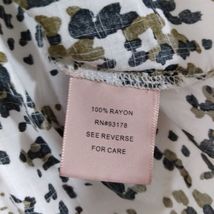 100% RAYON
RN#93178
SEE REVERSE
FOR CARE